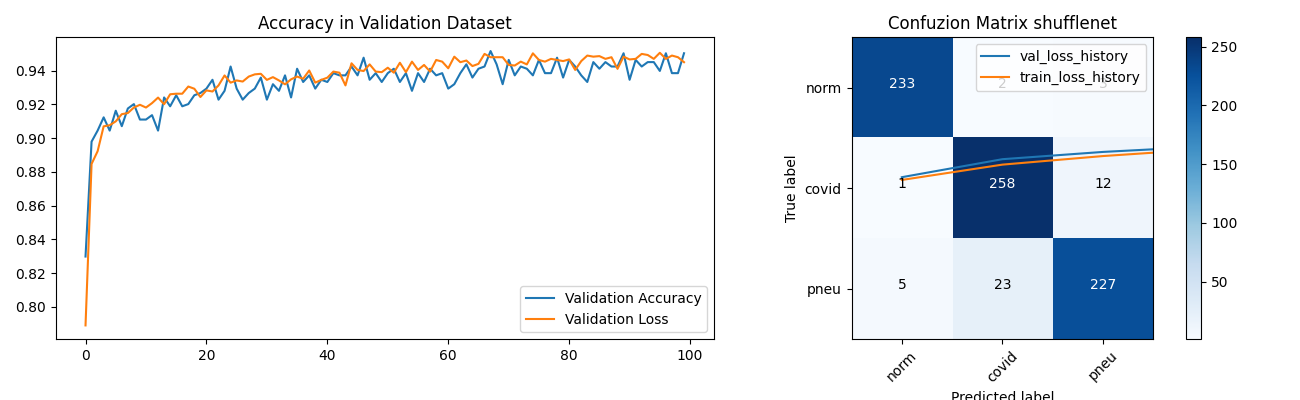 Accuracy in Validation Dataset
0.94
0.92
0.90
0.88
0.86
0.84
0.82
0.80
0 20 40 60 80 100
Validation Accuracy
Validation Loss
Confuzion Matrix shufflenet
val_loss_history
train_loss_history
True label
norm
covid
pneu
233 2 3
1 258 12
5 23 227
norm covid pneu
Predicted label
250
200
150
100
50